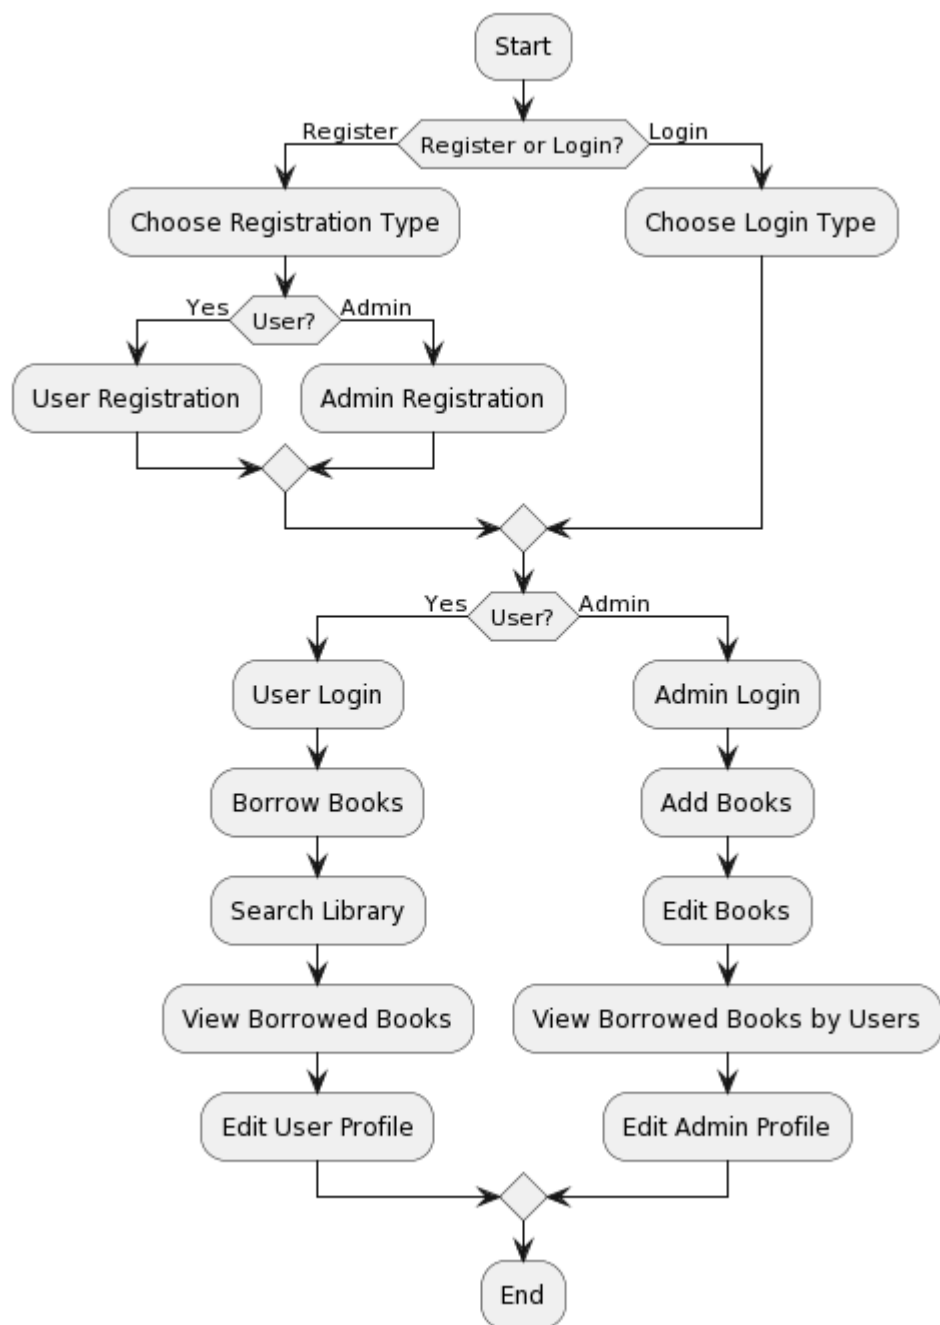 Start
Register
Register or Login?
Login
Choose Registration Type
Choose Login Type
Yes
User?
Admin
User Registration
Admin Registration
Yes
User?
Admin
User Login
Admin Login
Borrow Books
Add Books
Search Library
Edit Books
View Borrowed Books
View Borrowed Books by Users
Edit User Profile
Edit Admin Profile
End